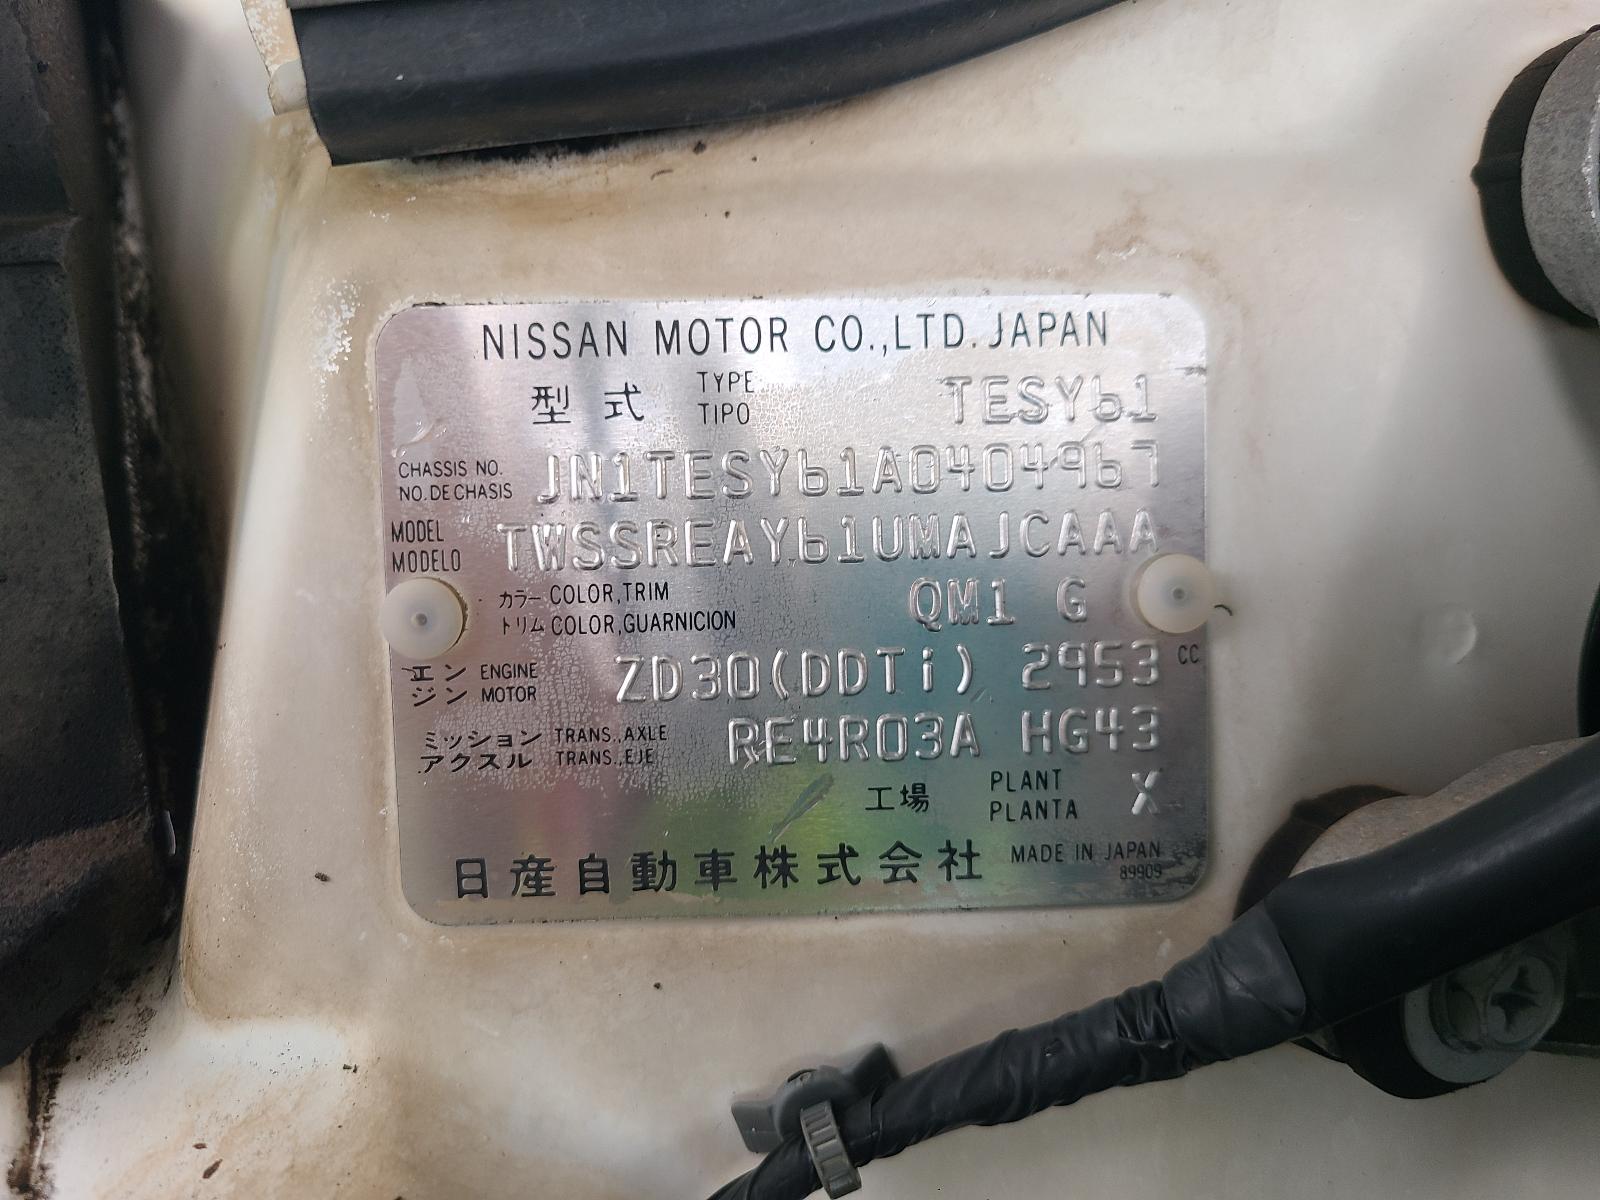 NISSAN MOTOR CO.,LTD. JAPAN
型式 TYPE TESY61
TIPO
CHASSIS NO. JN1TESY61A0404967
NO. DE CHASIS
MODEL TWSSREAY61UMAJCAAA
MODELO
カラー COLOR,TRIM QM1 G
トリム COLOR,GUARNICION
エン ENGINE ZD30(DDTi) 2953 CC
ジン MOTOR
ミッション TRANS.,AXLE RE4R03A HG43
アクスル TRANS.,EJE
工場 PLANT X
PLANTA
日産自動車株式会社 MADE IN JAPAN
89909